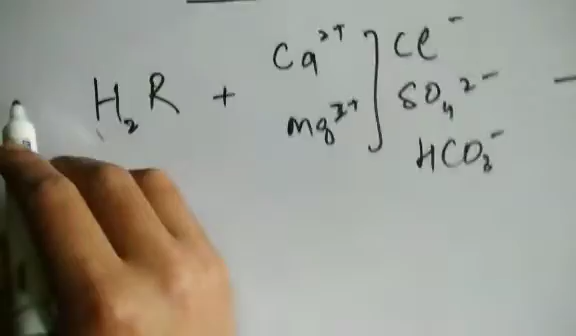 H₂R + Ca²⁺ ] Cl⁻
Mg²⁺ SO₄²⁻ –
HCO₃⁻